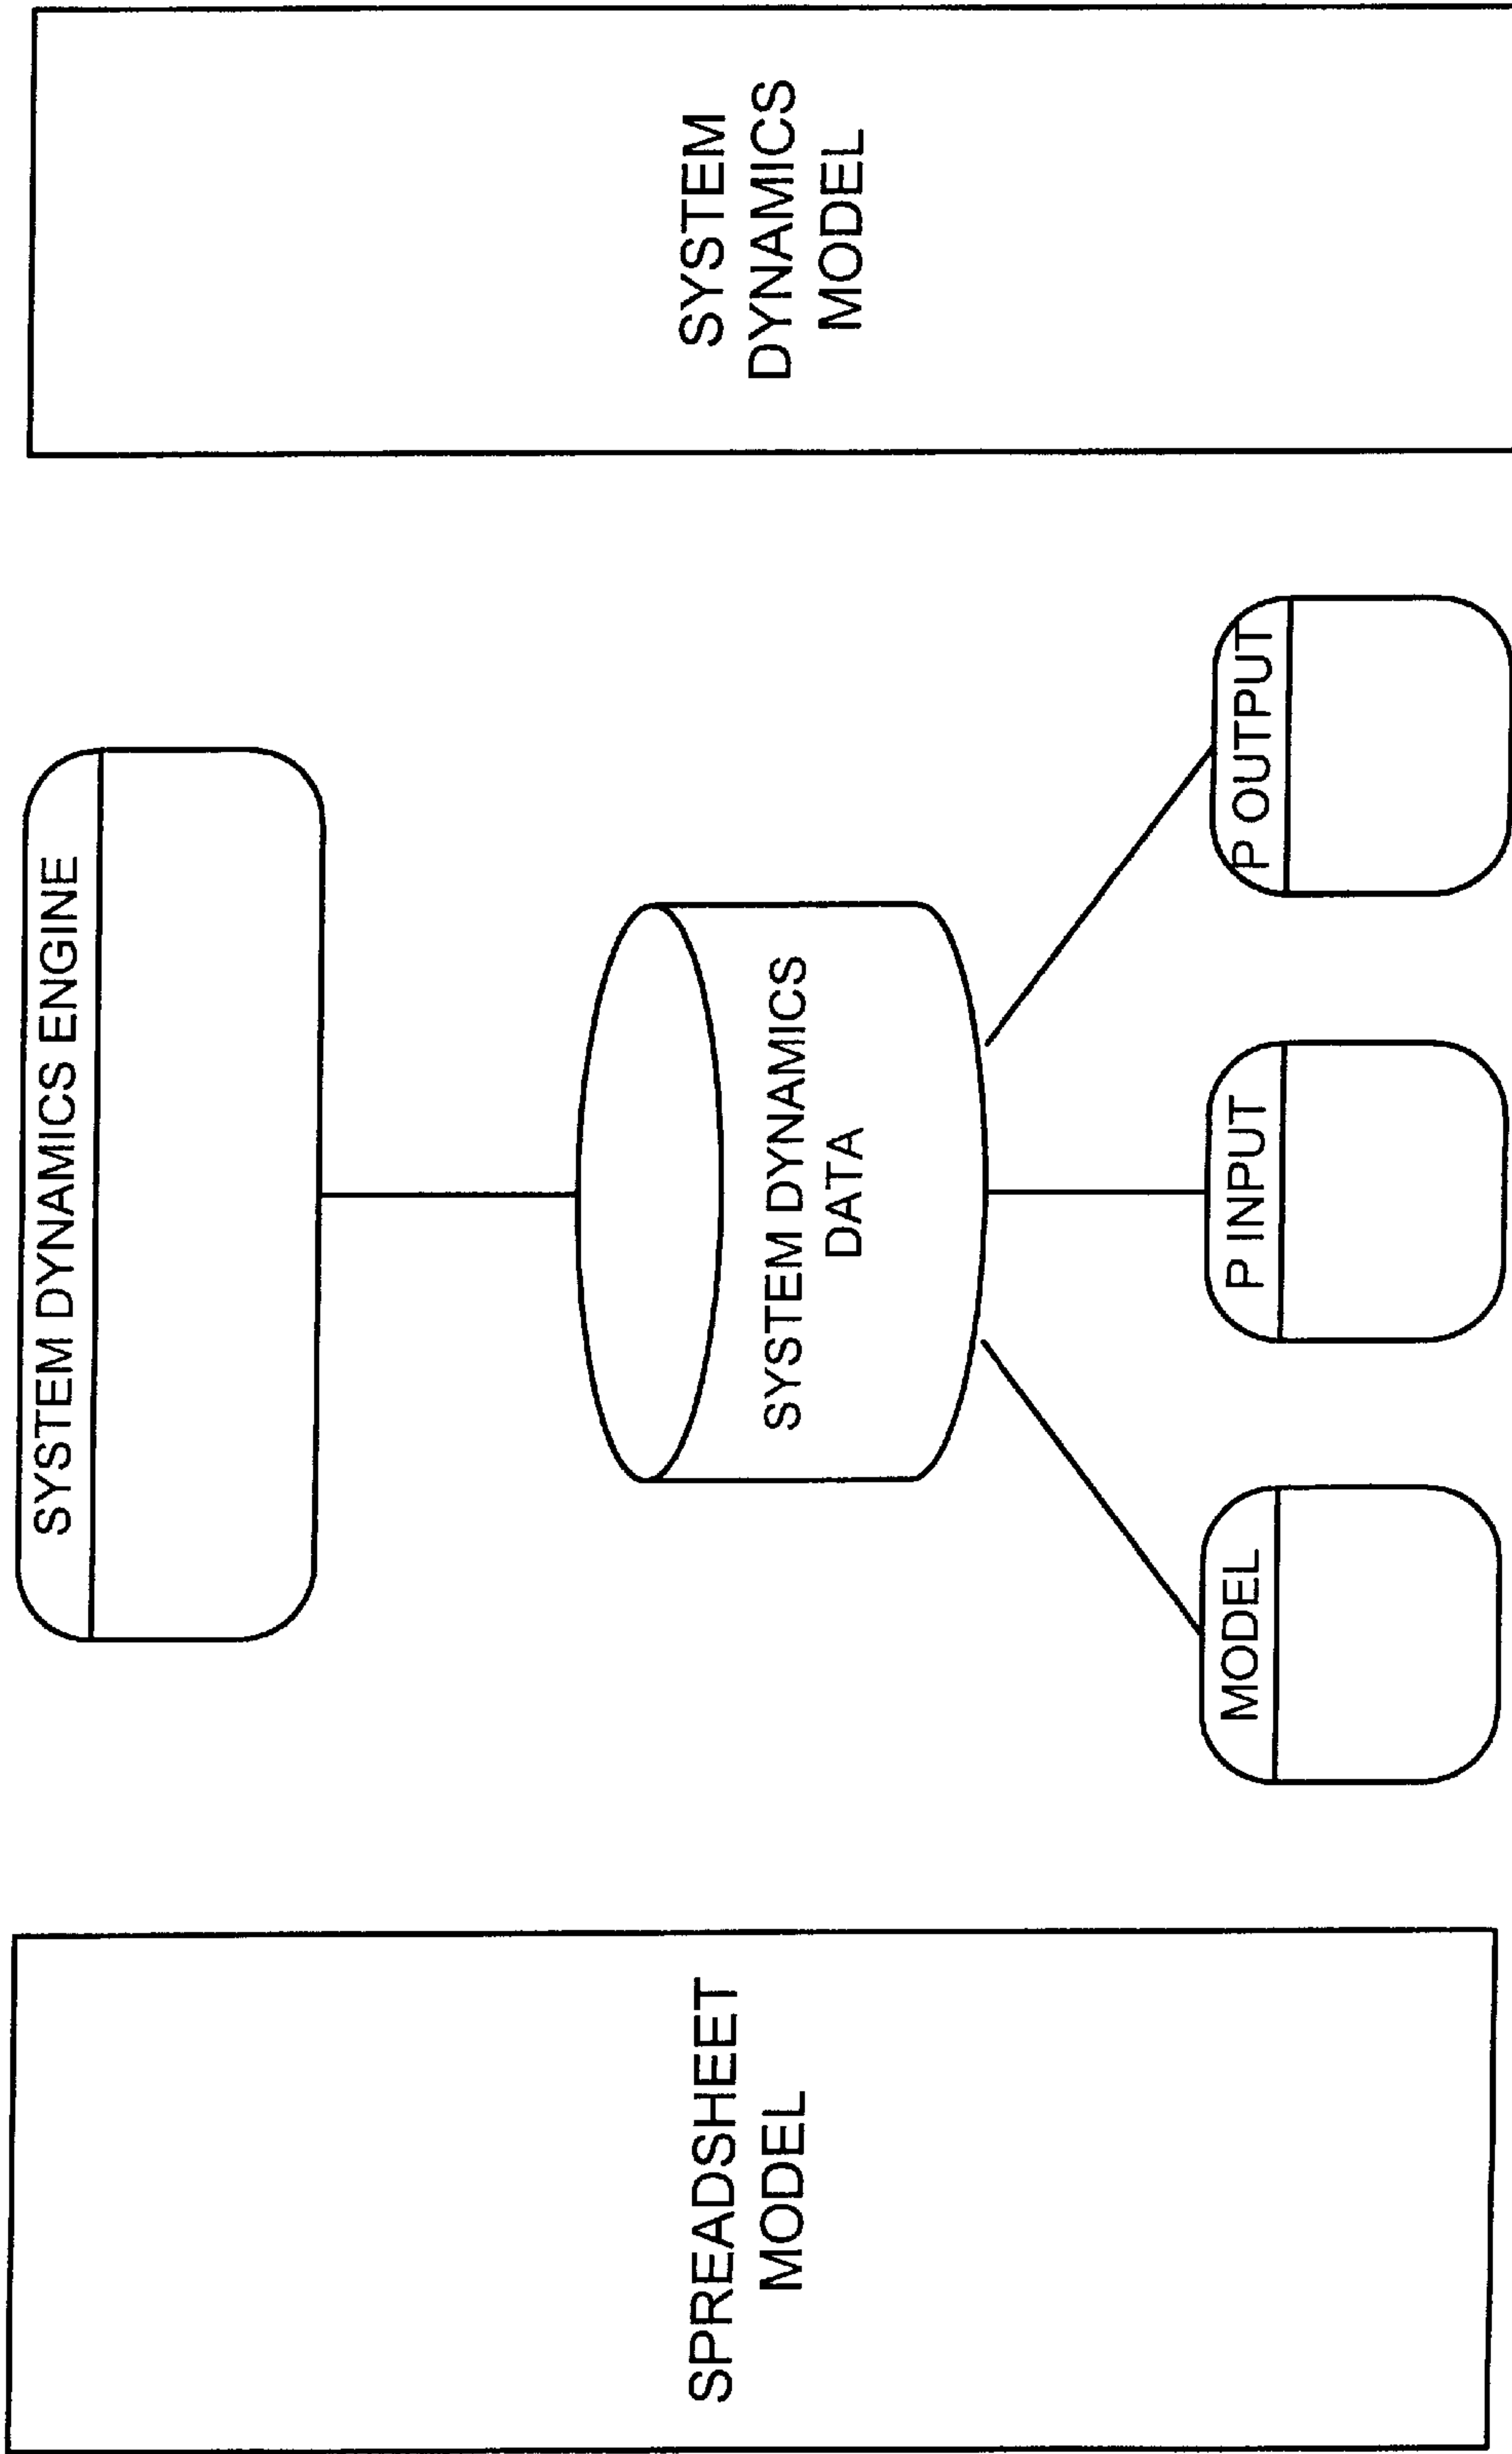 SPREADSHEET
MODEL
SYSTEM DYNAMICS ENGINE
SYSTEM DYNAMICS
DATA
MODEL
P INPUT
P OUTPUT
SYSTEM
DYNAMICS
MODEL